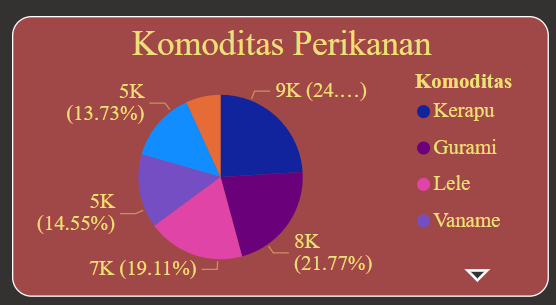 Komoditas Perikanan
Komoditas
Kerapu
Gurami
Lele
Vaname
9K (24.…)
8K
(21.77%)
7K (19.11%)
5K
(14.55%)
5K
(13.73%)